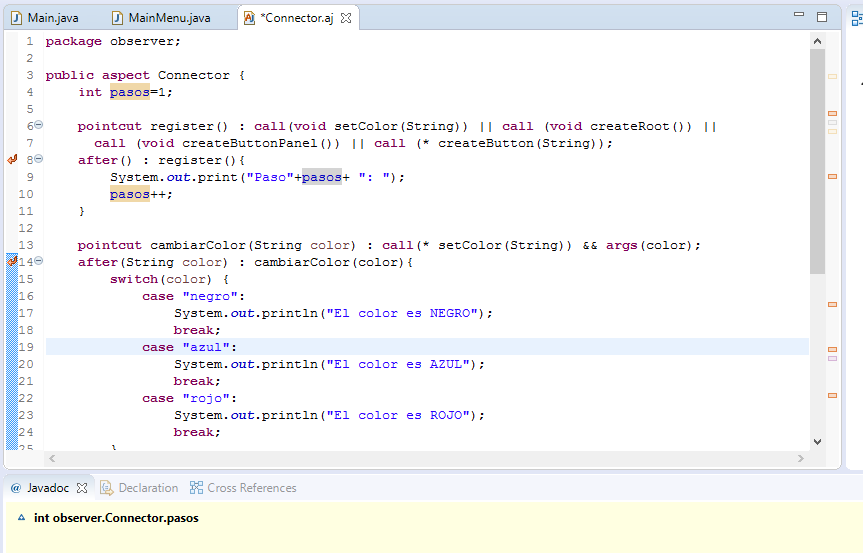 Main.java MainMenu.java *Connector.aj
1 package observer;
2
3 public aspect Connector {
4     int pasos=1;
5
6     pointcut register() : call(void setColor(String)) || call (void createRoot()) ||
7       call (void createButtonPanel()) || call (* createButton(String));
8     after() : register(){
9         System.out.print("Paso"+pasos+ ": ");
10         pasos++;
11     }
12
13     pointcut cambiarColor(String color) : call(* setColor(String)) && args(color);
14     after(String color) : cambiarColor(color){
15         switch(color) {
16             case "negro":
17                 System.out.println("El color es NEGRO");
18                 break;
19             case "azul":
20                 System.out.println("El color es AZUL");
21                 break;
22             case "rojo":
23                 System.out.println("El color es ROJO");
24                 break;
25         }
@ Javadoc Declaration Cross References
int observer.Connector.pasos